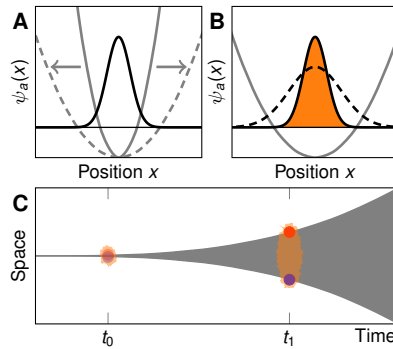 A
B
ψa(x)
ψa(x)
Position x
Position x
C
Space
t0
t1
Time